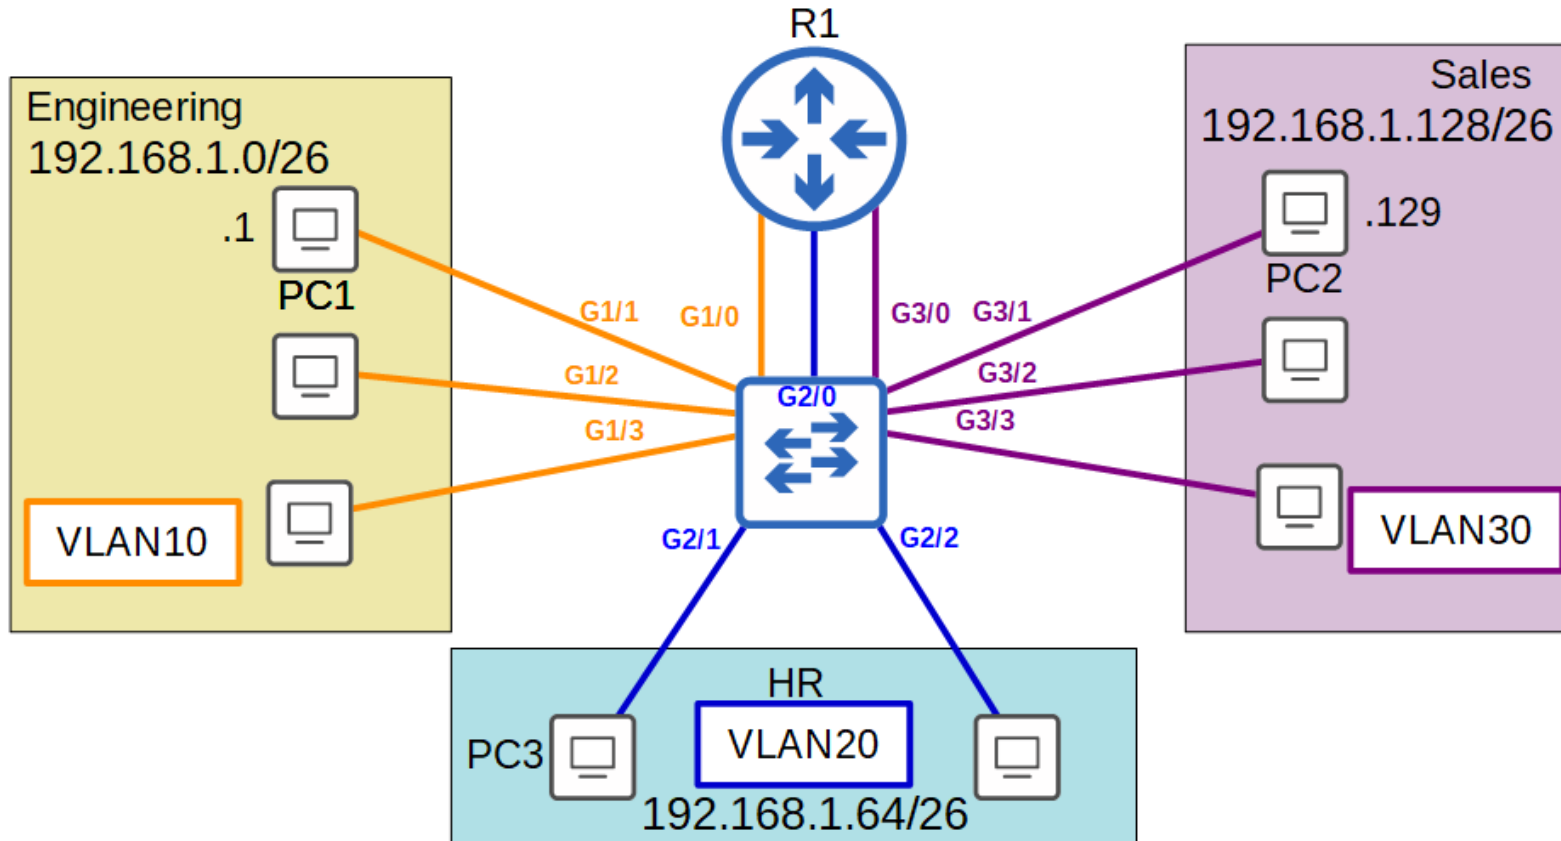 R1
Engineering
192.168.1.0/26
.1
PC1
Sales
192.168.1.128/26
.129
PC2
G1/1
G1/0
G3/0
G3/1
G1/2
G3/2
G2/0
G1/3
G3/3
VLAN10
VLAN30
G2/1
G2/2
HR
PC3
VLAN20
192.168.1.64/26